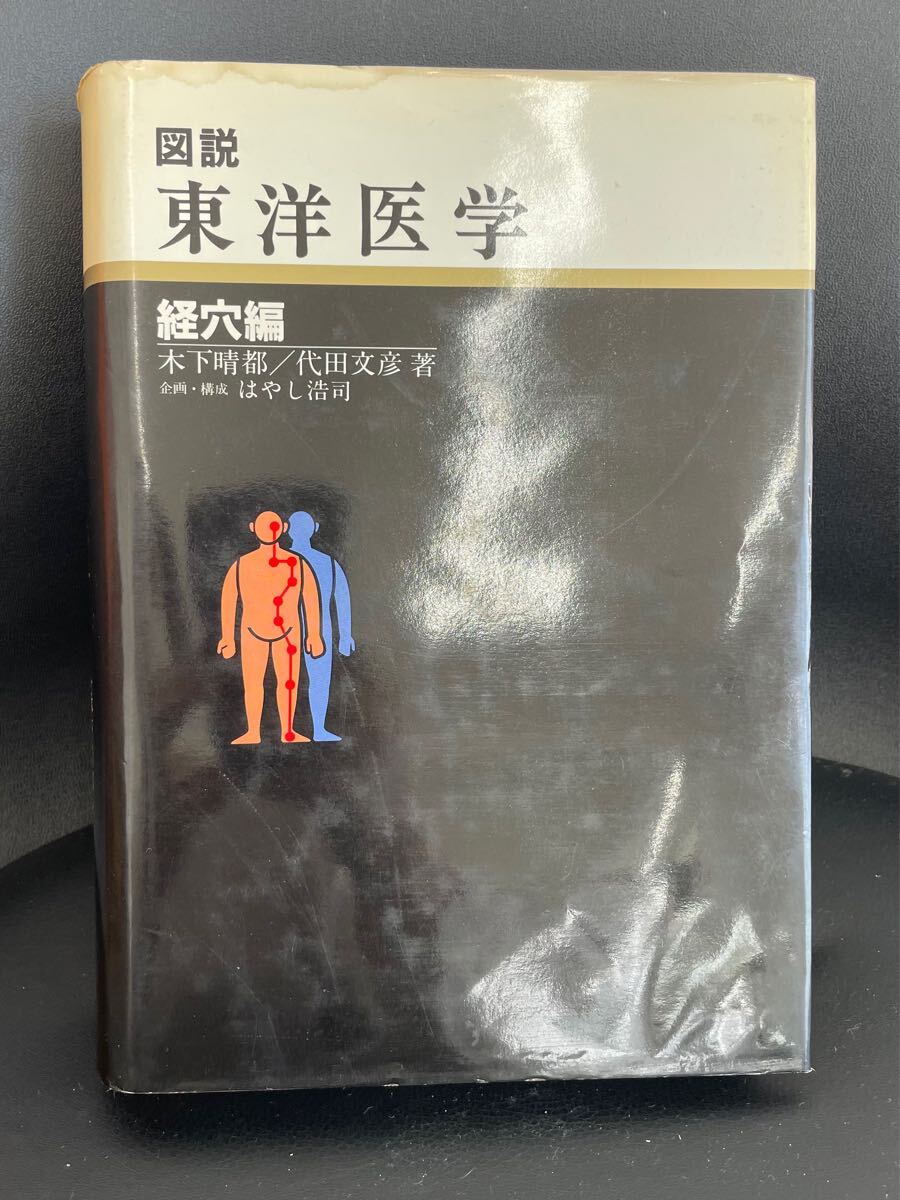 図説
東洋医学
経穴編
木下晴都／代田文彦 著
企画・構成 はやし浩司